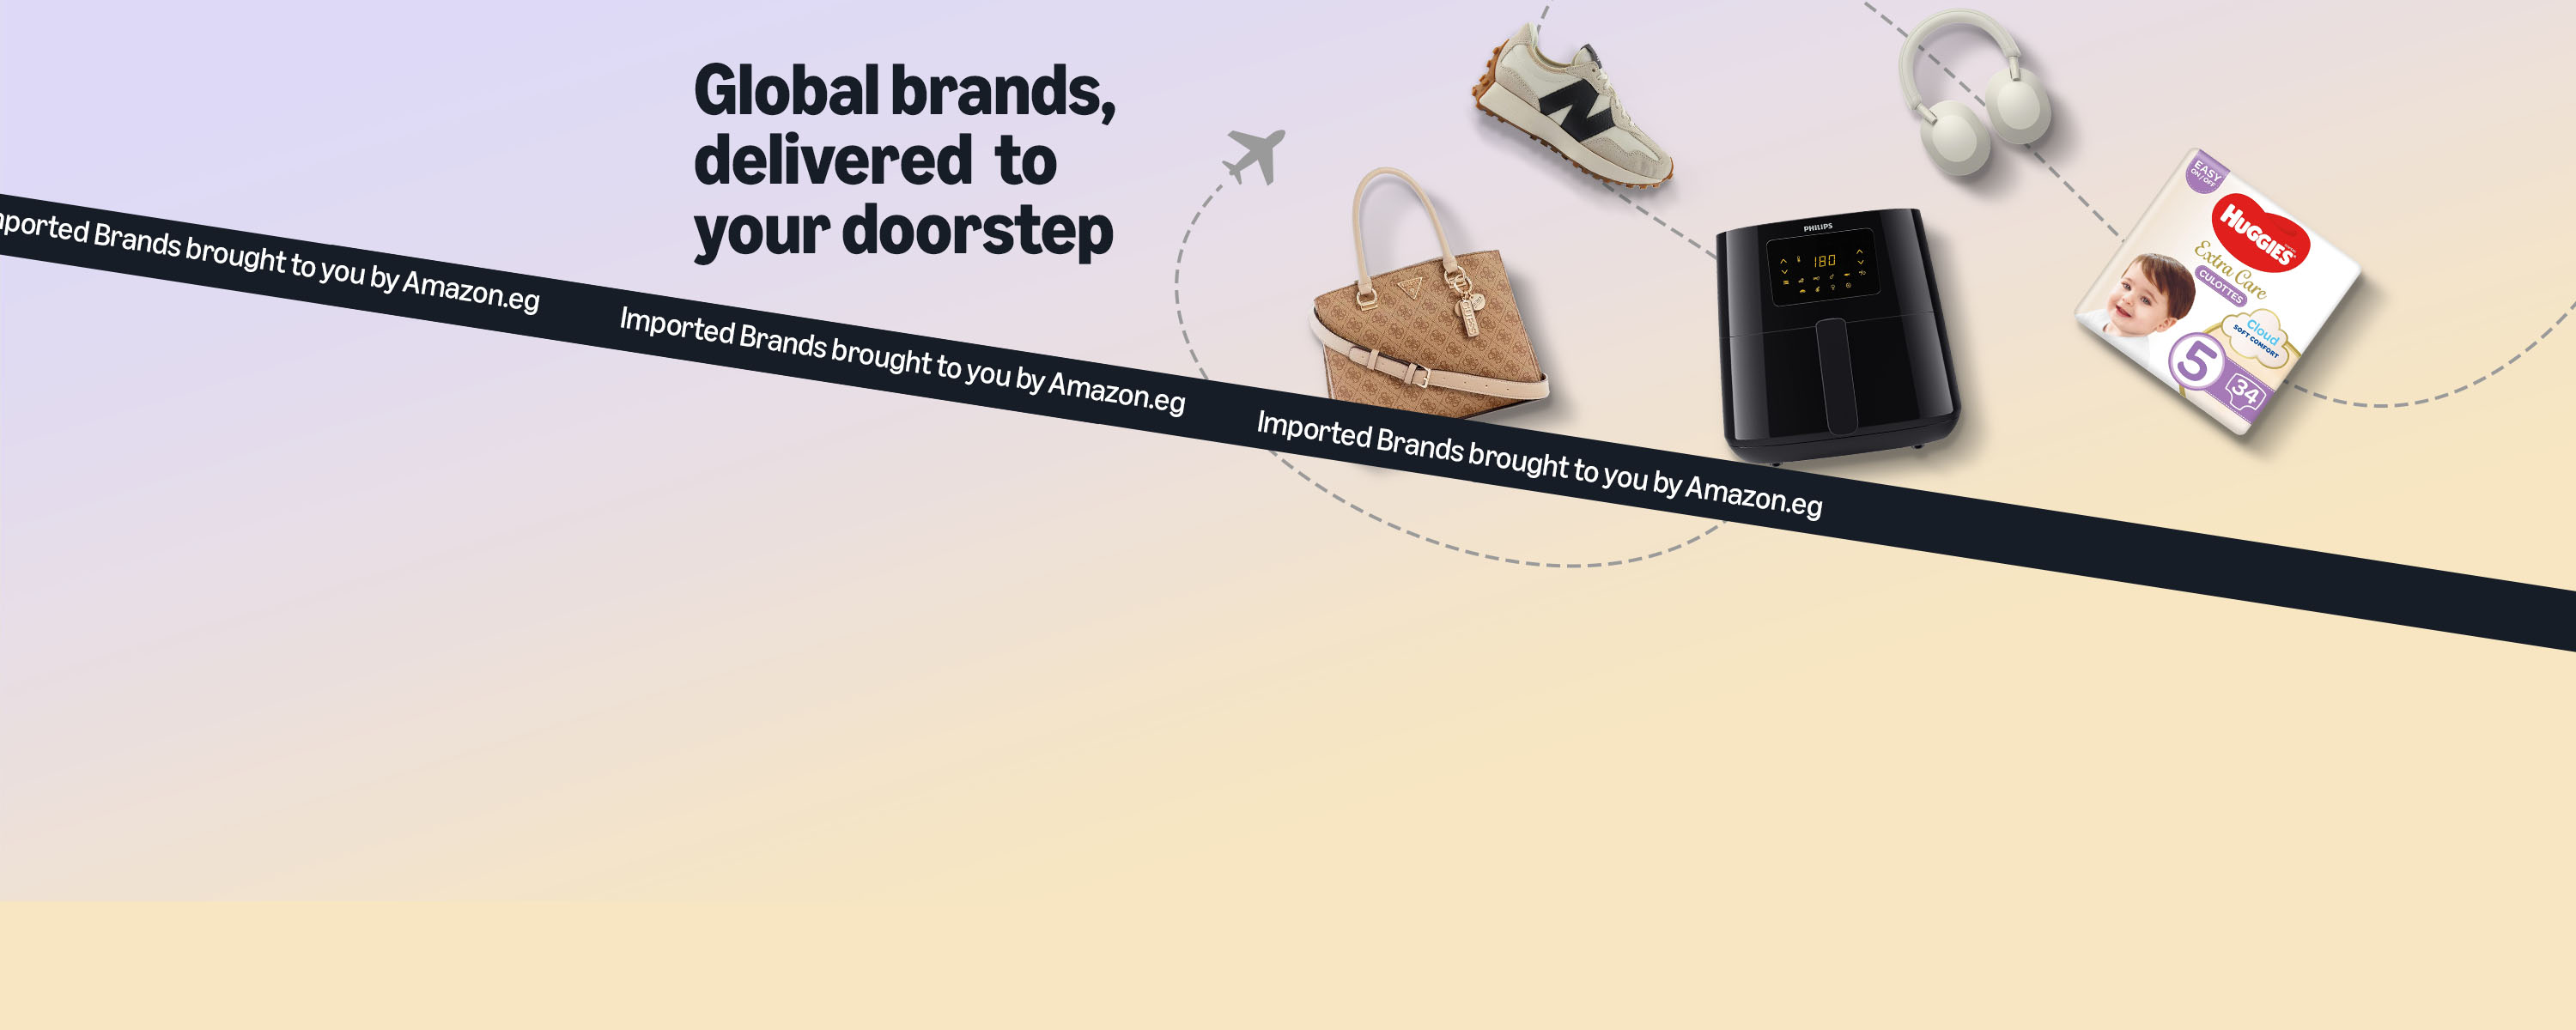 Global brands,
delivered to
your doorstep
mported Brands brought to you by Amazon.eg
Imported Brands brought to you by Amazon.eg
Imported Brands brought to you by Amazon.eg
PHILIPS
180
EASY
ON/OFF
HUGGIES
Extra Care
CULOTTES
Cloud
SOFT COMFORT
5
34